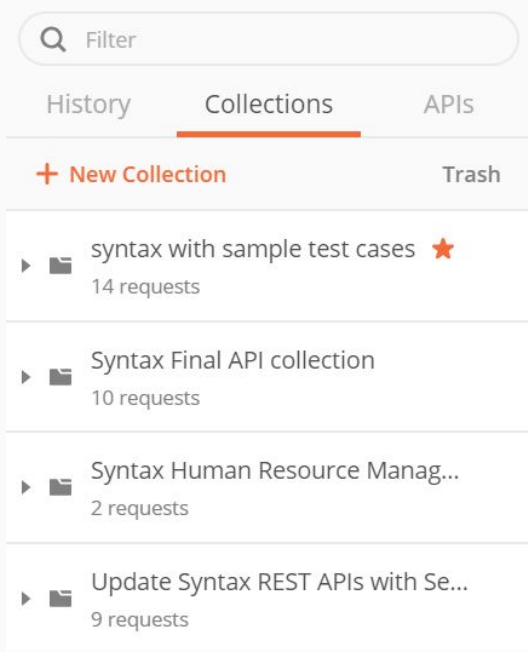 Filter
History Collections APIs
+ New Collection Trash
syntax with sample test cases
14 requests
Syntax Final API collection
10 requests
Syntax Human Resource Manag...
2 requests
Update Syntax REST APIs with Se...
9 requests